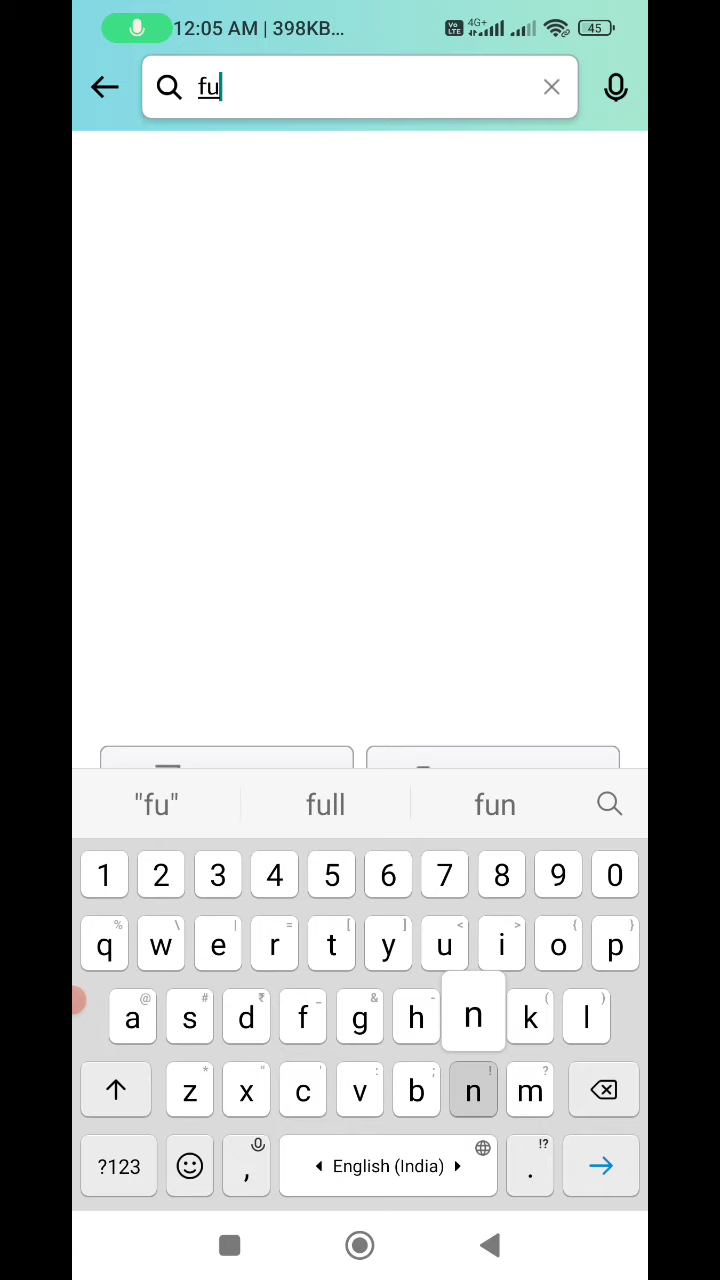 12:05 AM | 398KB... Vo LTE 4G+ 45
fu
"fu" full fun
1 2 3 4 5 6 7 8 9 0
% \ | = [ ] < > { }
q w e r t y u i o p
@ # ₹ _ & - ( )
a s d f g h n k l
* " ' : ; ! ?
z x c v b n m
!?
?123 , English (India) .